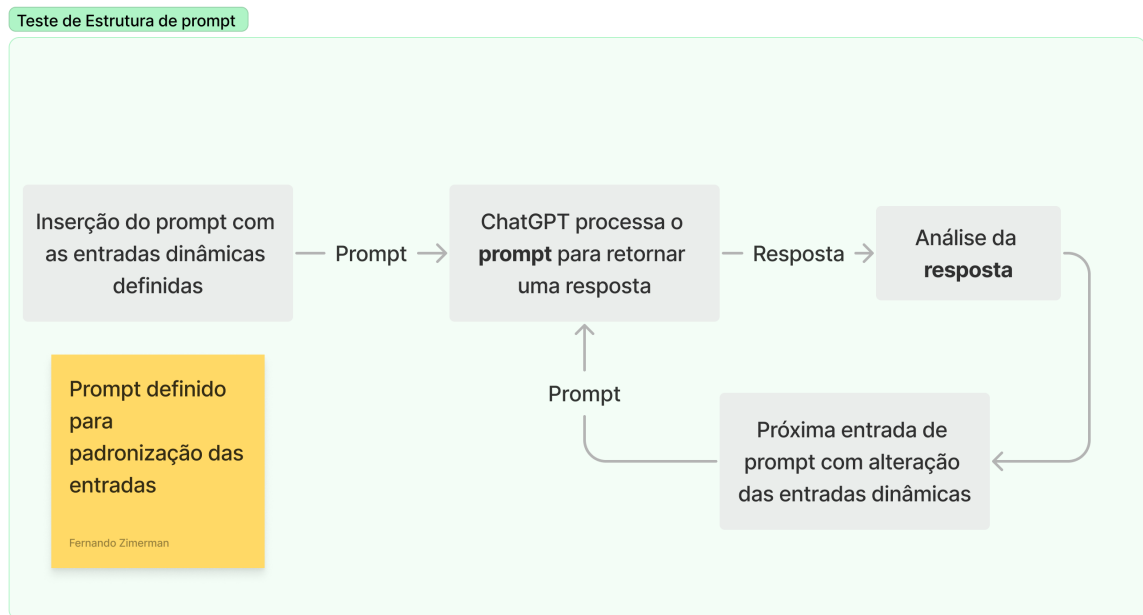 Teste de Estrutura de prompt
Inserção do prompt com
as entradas dinâmicas
definidas
Prompt
ChatGPT processa o
prompt para retornar
uma resposta
Resposta
Análise da
resposta
Prompt definido
para
padronização das
entradas
Fernando Zimerman
Prompt
Próxima entrada de
prompt com alteração
das entradas dinâmicas